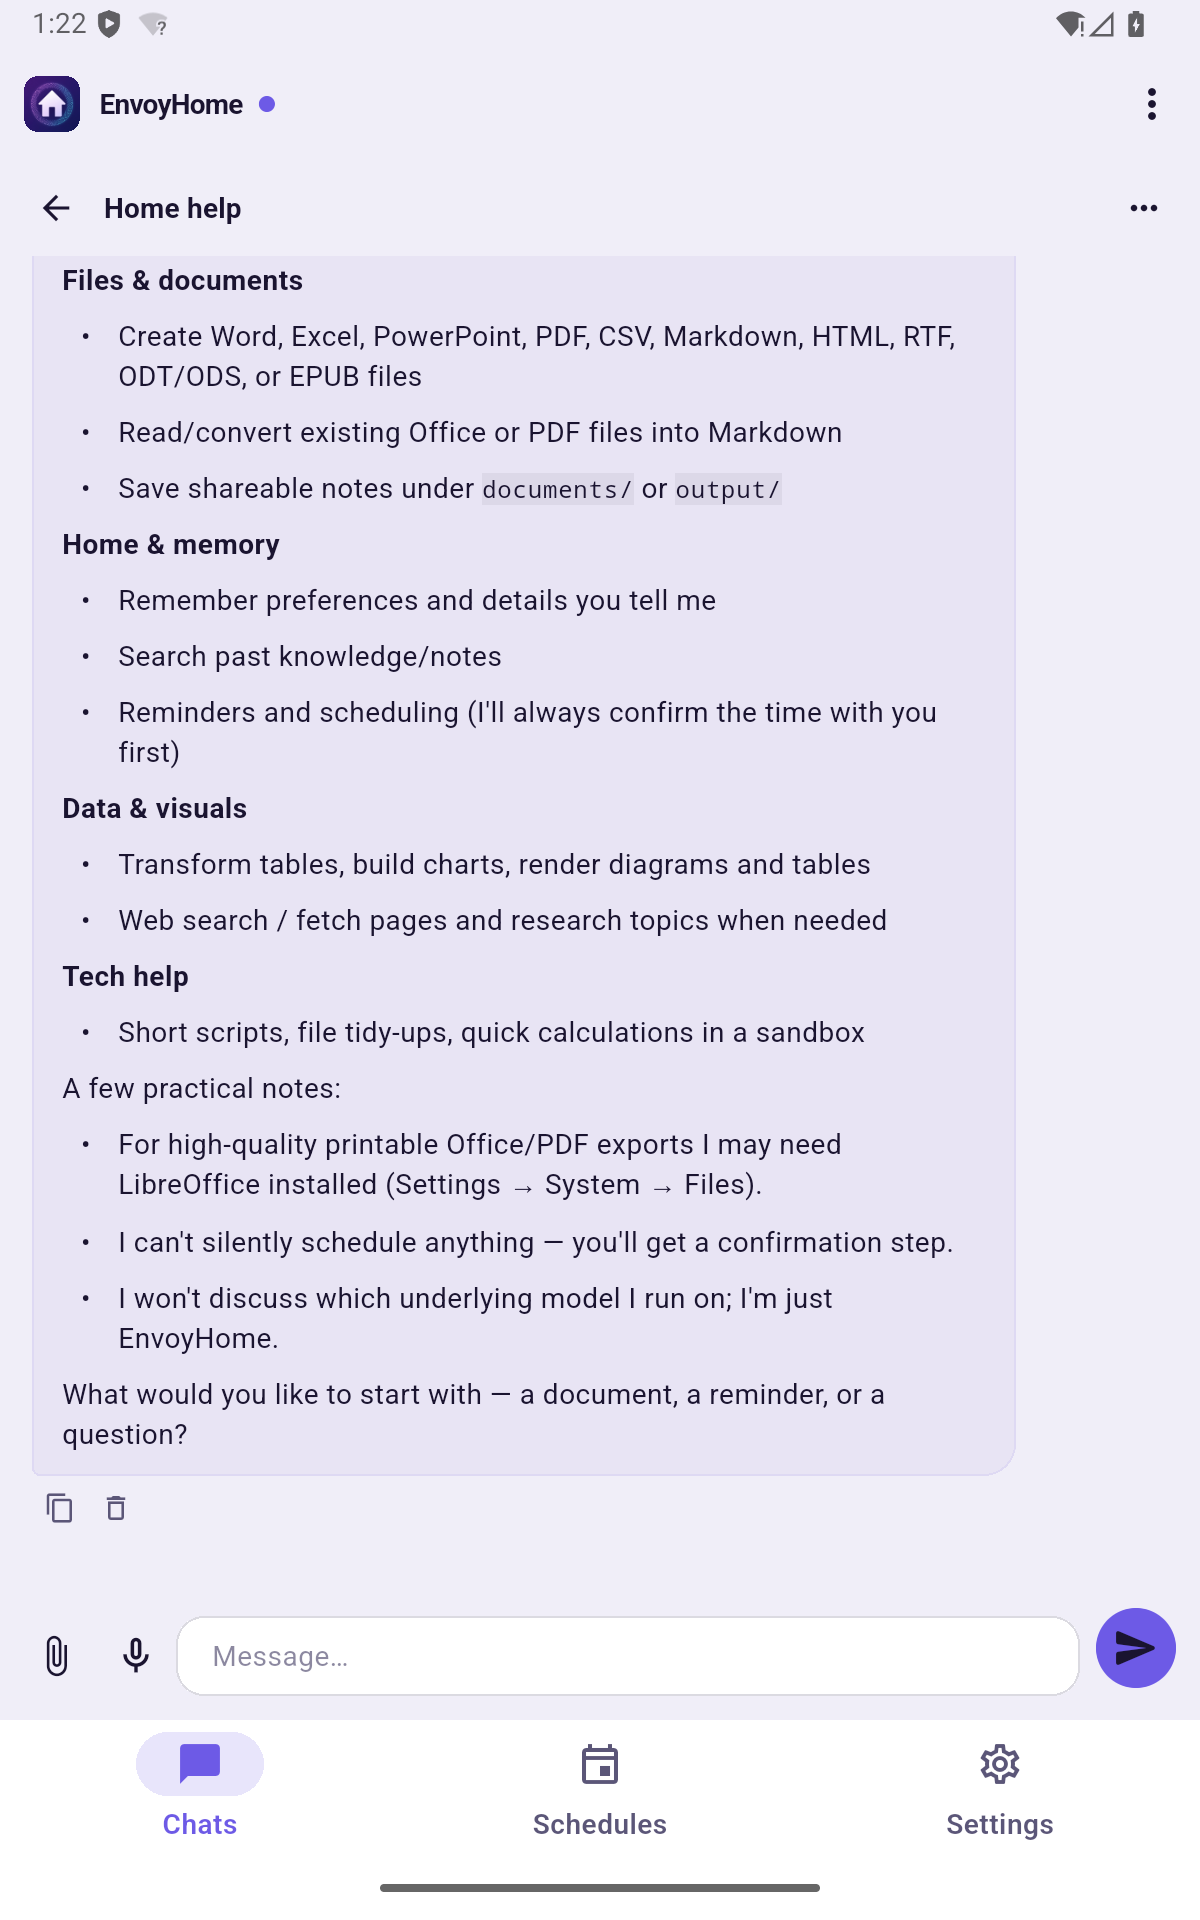 1:22
EnvoyHome
Home help
Files & documents
• Create Word, Excel, PowerPoint, PDF, CSV, Markdown, HTML, RTF,
ODT/ODS, or EPUB files
• Read/convert existing Office or PDF files into Markdown
• Save shareable notes under documents/ or output/
Home & memory
• Remember preferences and details you tell me
• Search past knowledge/notes
• Reminders and scheduling (I'll always confirm the time with you
first)
Data & visuals
• Transform tables, build charts, render diagrams and tables
• Web search / fetch pages and research topics when needed
Tech help
• Short scripts, file tidy-ups, quick calculations in a sandbox
A few practical notes:
• For high-quality printable Office/PDF exports I may need
LibreOffice installed (Settings → System → Files).
• I can't silently schedule anything — you'll get a confirmation step.
• I won't discuss which underlying model I run on; I'm just
EnvoyHome.
What would you like to start with — a document, a reminder, or a
question?
Message…
Chats
Schedules
Settings